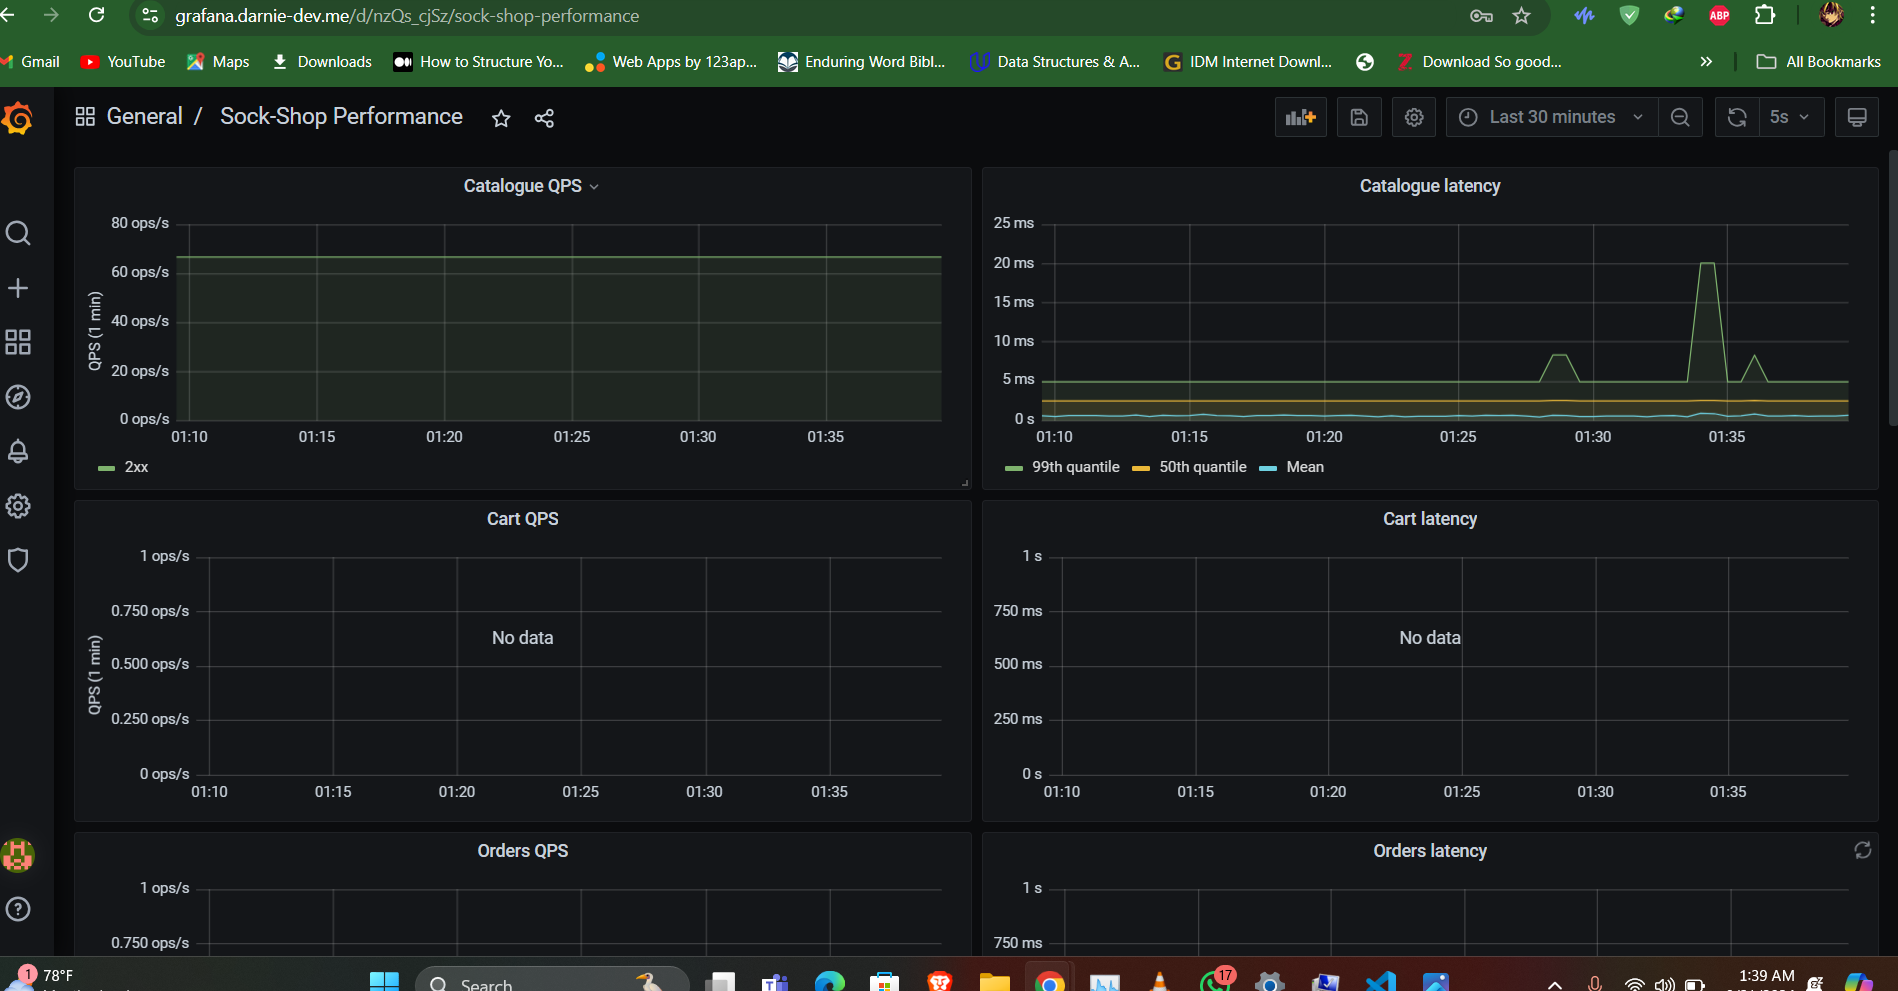 grafana.darnie-dev.me/d/nzQs_cjSz/sock-shop-performance
ABP
Gmail
YouTube
Maps
Downloads
How to Structure Yo...
Web Apps by 123ap...
Enduring Word Bibl...
Data Structures & A...
G
IDM Internet Downl...
Z
Download So good...
»
All Bookmarks
General / Sock-Shop Performance
Last 30 minutes
5s
Catalogue QPS
80 ops/s
60 ops/s
40 ops/s
20 ops/s
0 ops/s
QPS (1 min)
01:10 01:15 01:20 01:25 01:30 01:35
2xx
Catalogue latency
25 ms
20 ms
15 ms
10 ms
5 ms
0 s
01:10 01:15 01:20 01:25 01:30 01:35
99th quantile 50th quantile Mean
Cart QPS
1 ops/s
0.750 ops/s
0.500 ops/s
0.250 ops/s
0 ops/s
QPS (1 min)
No data
01:10 01:15 01:20 01:25 01:30 01:35
Cart latency
1 s
750 ms
500 ms
250 ms
0 s
No data
01:10 01:15 01:20 01:25 01:30 01:35
Orders QPS
1 ops/s
0.750 ops/s
Orders latency
1 s
750 ms
1
78°F
Search
17
1:39 AM